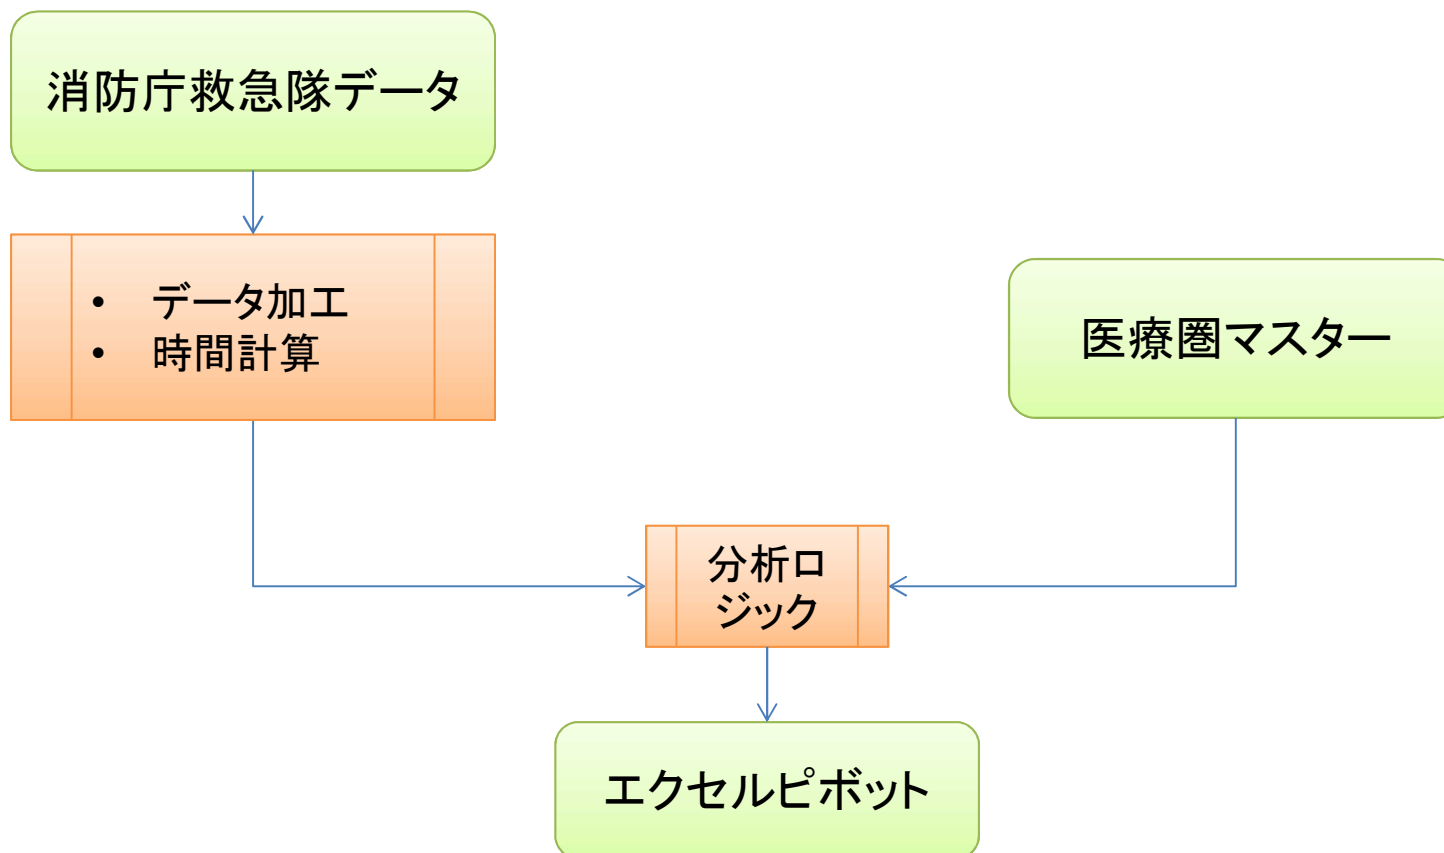 消防庁救急隊データ
• データ加工
• 時間計算
医療圏マスター
分析ロ
ジック
エクセルピボット